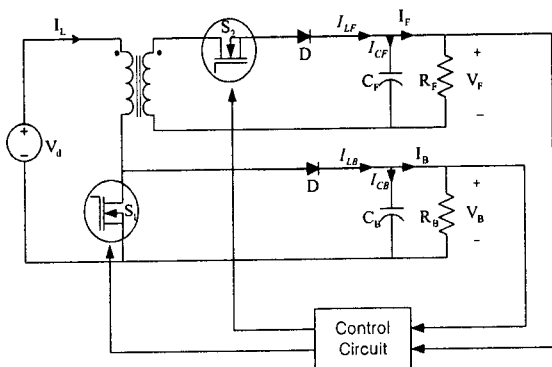 I_L
S_2
D
I_LF
I_F
I_CF
C_F
R_F
+
V_F
−
+
−
V_d
S_1
D
I_LB
I_B
I_CB
C_B
R_B
+
V_B
−
Control
Circuit